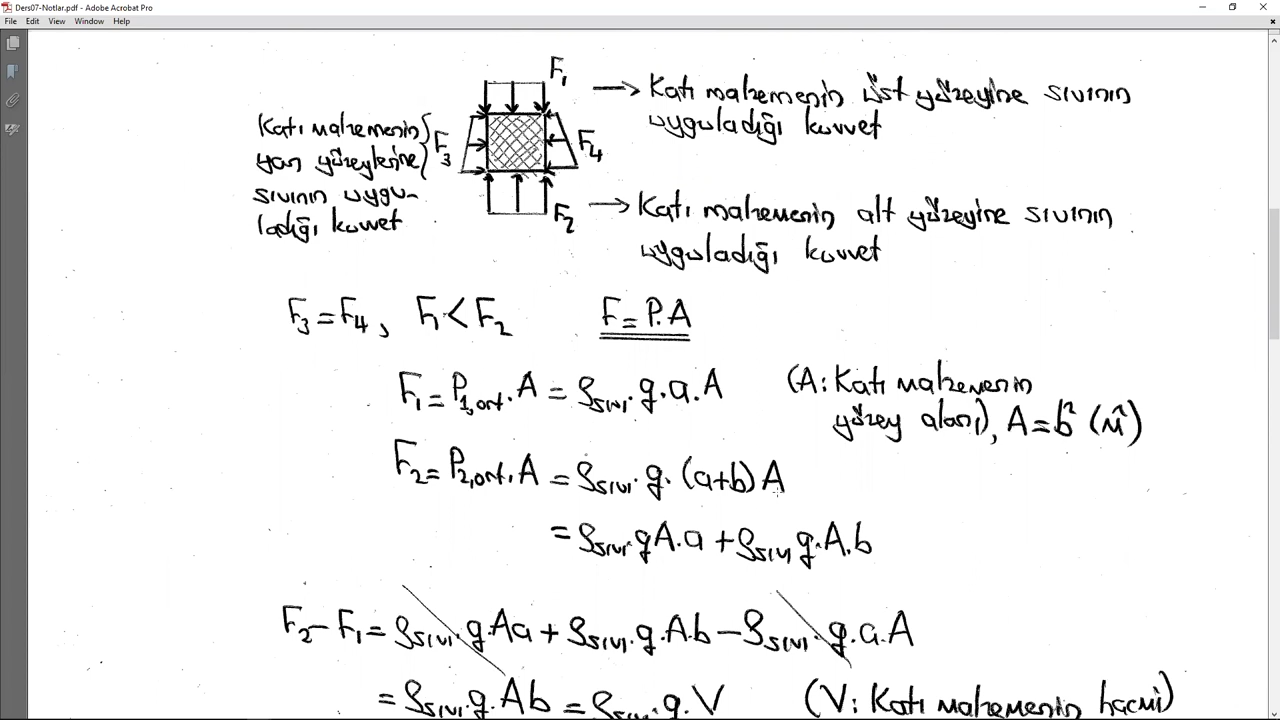 Ders07-Notlar.pdf - Adobe Acrobat Pro
File Edit View Window Help
F₁ → Katı malzemenin üst yüzeyine sıvının
uyguladığı kuvvet
Katı malzemenin
yan yüzeylerine
sıvının uygu-
ladığı kuvvet
F₃
F₄
F₂ → Katı malzemenin alt yüzeyine sıvının
uyguladığı kuvvet
F₃ = F₄, F₁ < F₂ F = P.A
F₁ = P₁,ort. A = ρsıvı. g. a. A (A: Katı malzemenin
yüzey alanı), A = b² (m²)
F₂ = P₂,ort. A = ρsıvı. g. (a+b) A
= ρsıvı. g A. a + ρsıvı g. A. b
F₂ - F₁ = ρsıvı. g. Aa + ρsıvı. g. A. b - ρsıvı. g. a. A
= ρsıvı. g. Ab = ρsıvı. g. V (V: Katı malzemenin hacmi)